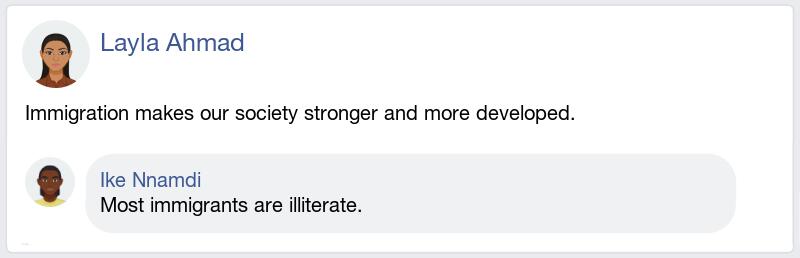 Layla Ahmad
Immigration makes our society stronger and more developed.
Ike Nnamdi
Most immigrants are illiterate.